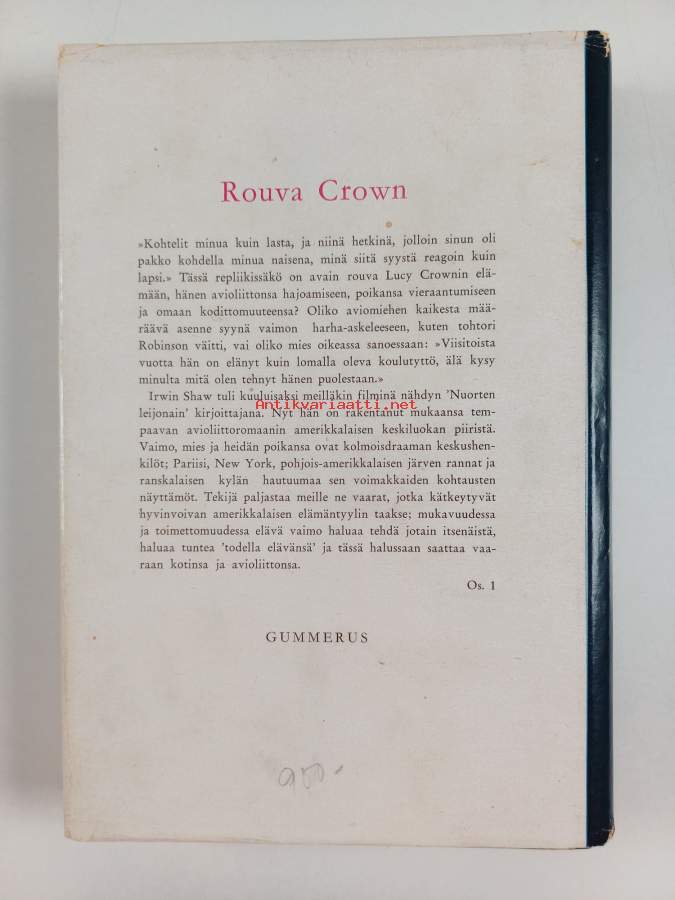 Rouva Crown
»Kohtelit minua kuin lasta, ja niinä hetkinä, jolloin sinun oli
pakko kohdella minua naisena, minä siitä syystä reagoin kuin
lapsi.» Tässä repliikissäkö on avain rouva Lucy Crownin elä-
mään, hänen avioliittonsa hajoamiseen, poikansa vieraantumiseen
ja omaan kodittomuuteensa? Oliko aviomiehen kaikesta mää-
räävä asenne syynä vaimon harha-askeleeseen, kuten tohtori
Robinson väitti, vai oliko mies oikeassa sanoessaan: »Viisitoista
vuotta hän on elänyt kuin lomalla oleva koulutyttö, älä kysy
minulta mitä olen tehnyt hänen puolestaan.»
Irwin Shaw tuli kuuluisaksi meilläkin filminä nähdyn 'Nuorten
Antikvariaatti.net
leijonain' kirjoittajana. Nyt hän on rakentanut mukaansa tem-
paavan avioliittoromaanin amerikkalaisen keskiluokan piiristä.
Vaimo, mies ja heidän poikansa ovat kolmoisdraaman keskushen-
kilöt; Pariisi, New York, pohjois-amerikkalaisen järven rannat ja
ranskalaisen kylän hautuumaa sen voimakkaiden kohtausten
näyttämöt. Tekijä paljastaa meille ne vaarat, jotka kätkeytyvät
hyvinvoivan amerikkalaisen elämäntyylin taakse; mukavuudessa
ja toimettomuudessa elävä vaimo haluaa tehdä jotain itsenäistä,
haluaa tuntea 'todella elävänsä' ja tässä halussaan saattaa vaa-
raan kotinsa ja avioliittonsa.
Os. 1
GUMMERUS
900.-